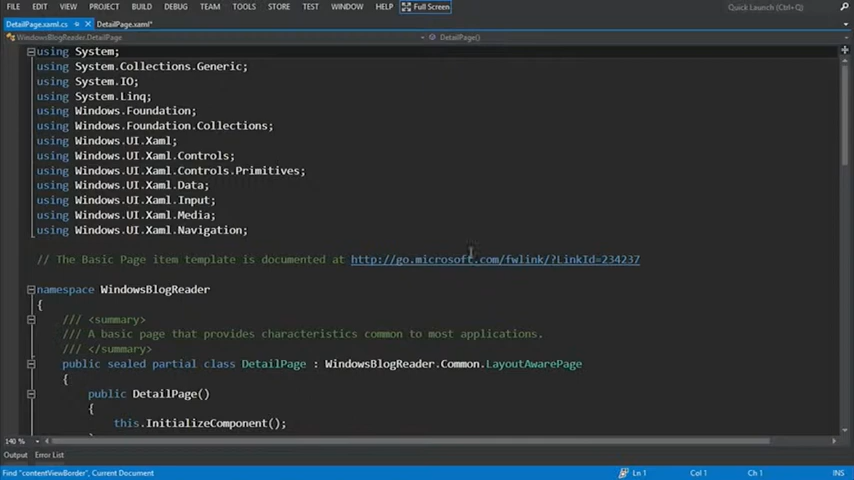 FILE EDIT VIEW PROJECT BUILD DEBUG TEAM TOOLS STORE TEST WINDOW HELP Full Screen Quick Launch (Ctrl+Q)
DetailPage.xaml.cs DetailPage.xaml*
WindowsBlogReader.DetailPage DetailPage()
using System;
using System.Collections.Generic;
using System.IO;
using System.Linq;
using Windows.Foundation;
using Windows.Foundation.Collections;
using Windows.UI.Xaml;
using Windows.UI.Xaml.Controls;
using Windows.UI.Xaml.Controls.Primitives;
using Windows.UI.Xaml.Data;
using Windows.UI.Xaml.Input;
using Windows.UI.Xaml.Media;
using Windows.UI.Xaml.Navigation;
// The Basic Page item template is documented at http://go.microsoft.com/fwlink/?LinkId=234237
namespace WindowsBlogReader
{
/// <summary>
/// A basic page that provides characteristics common to most applications.
/// </summary>
public sealed partial class DetailPage : WindowsBlogReader.Common.LayoutAwarePage
{
public DetailPage()
{
this.InitializeComponent();
140 %
Output Error List
Find "contentViewBorder", Current Document Ln 1 Col 1 Ch 1 INS